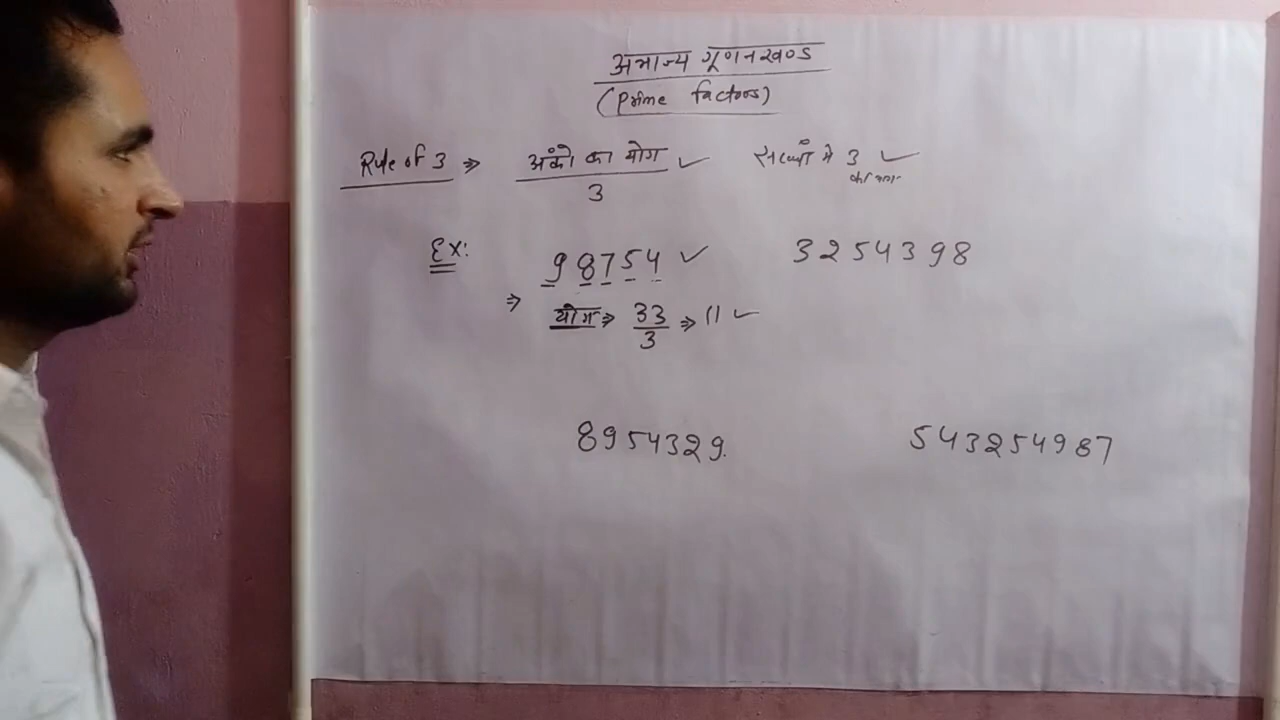 अभाज्य गूणनखण्ड
(Prime factors)
Rule of 3 ⇒ अंको का योग ✓ / 3 में 3 ✓
Ex: 98754 ✓ 3254398
⇒ योग ⇒ 33/3 ⇒ 11 ✓
8954329. 543254987